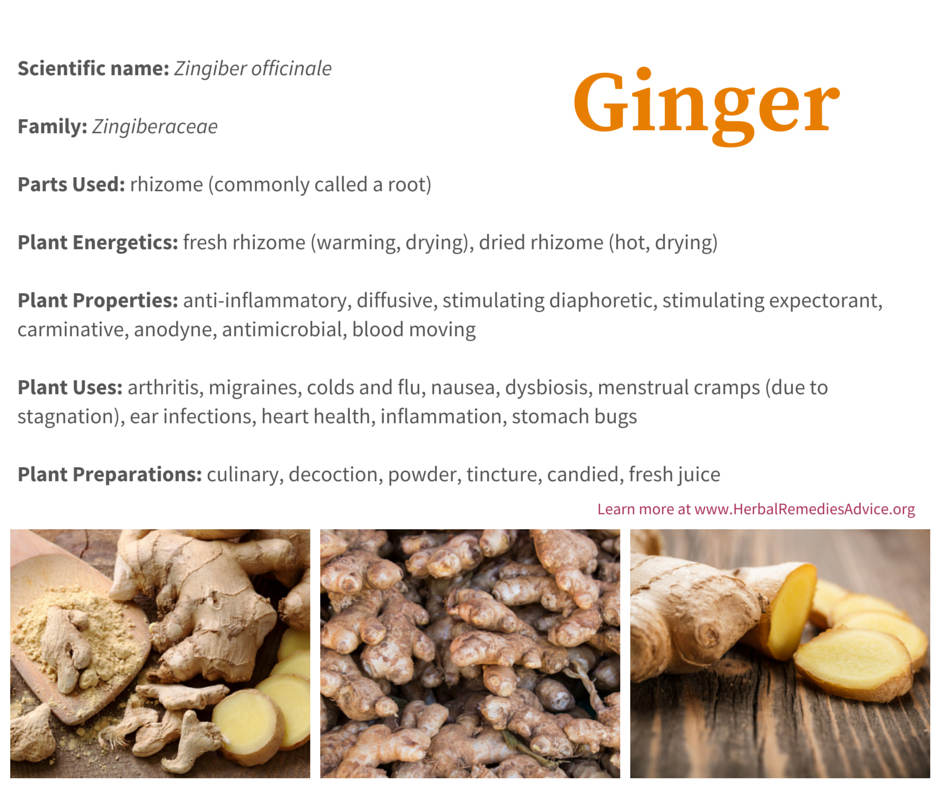 Ginger
Scientific name: Zingiber officinale
Family: Zingiberaceae
Parts Used: rhizome (commonly called a root)
Plant Energetics: fresh rhizome (warming, drying), dried rhizome (hot, drying)
Plant Properties: anti-inflammatory, diffusive, stimulating diaphoretic, stimulating expectorant,
carminative, anodyne, antimicrobial, blood moving
Plant Uses: arthritis, migraines, colds and flu, nausea, dysbiosis, menstrual cramps (due to
stagnation), ear infections, heart health, inflammation, stomach bugs
Plant Preparations: culinary, decoction, powder, tincture, candied, fresh juice
Learn more at www.HerbalRemediesAdvice.org